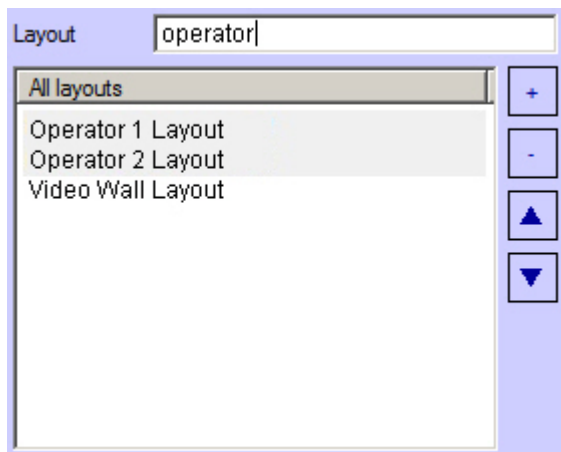 Layout operator
All layouts
+
Operator 1 Layout
Operator 2 Layout
-
Video Wall Layout